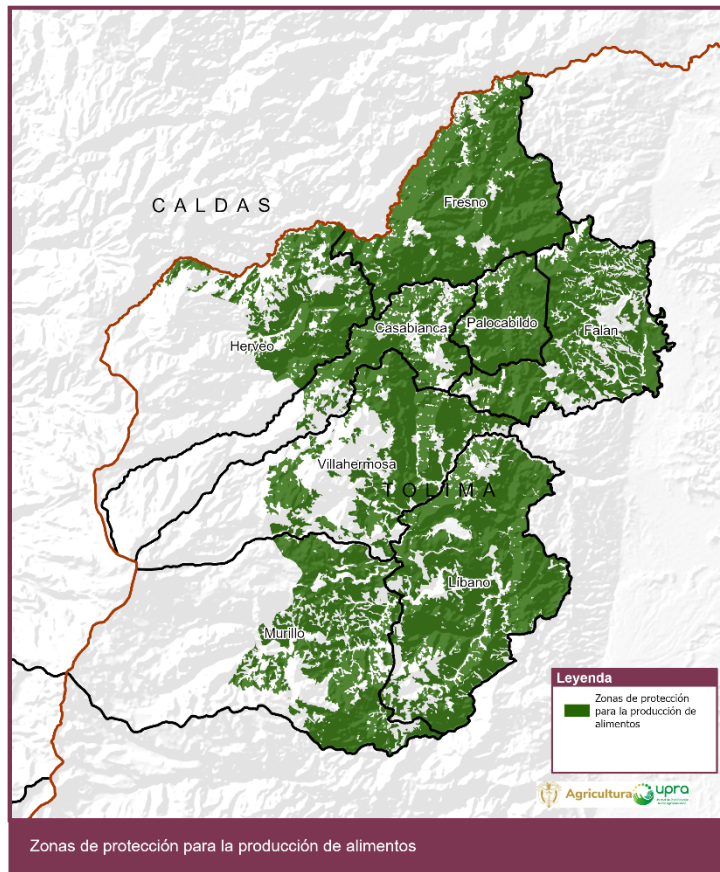 CALDAS
Fresno
Casabianca
Palocabildo
Falan
Herveo
Villahermosa
TOLIMA
Líbano
Murillo
Leyenda
Zonas de protección
para la producción de
alimentos
Agricultura
upra
Zonas de protección para la producción de alimentos